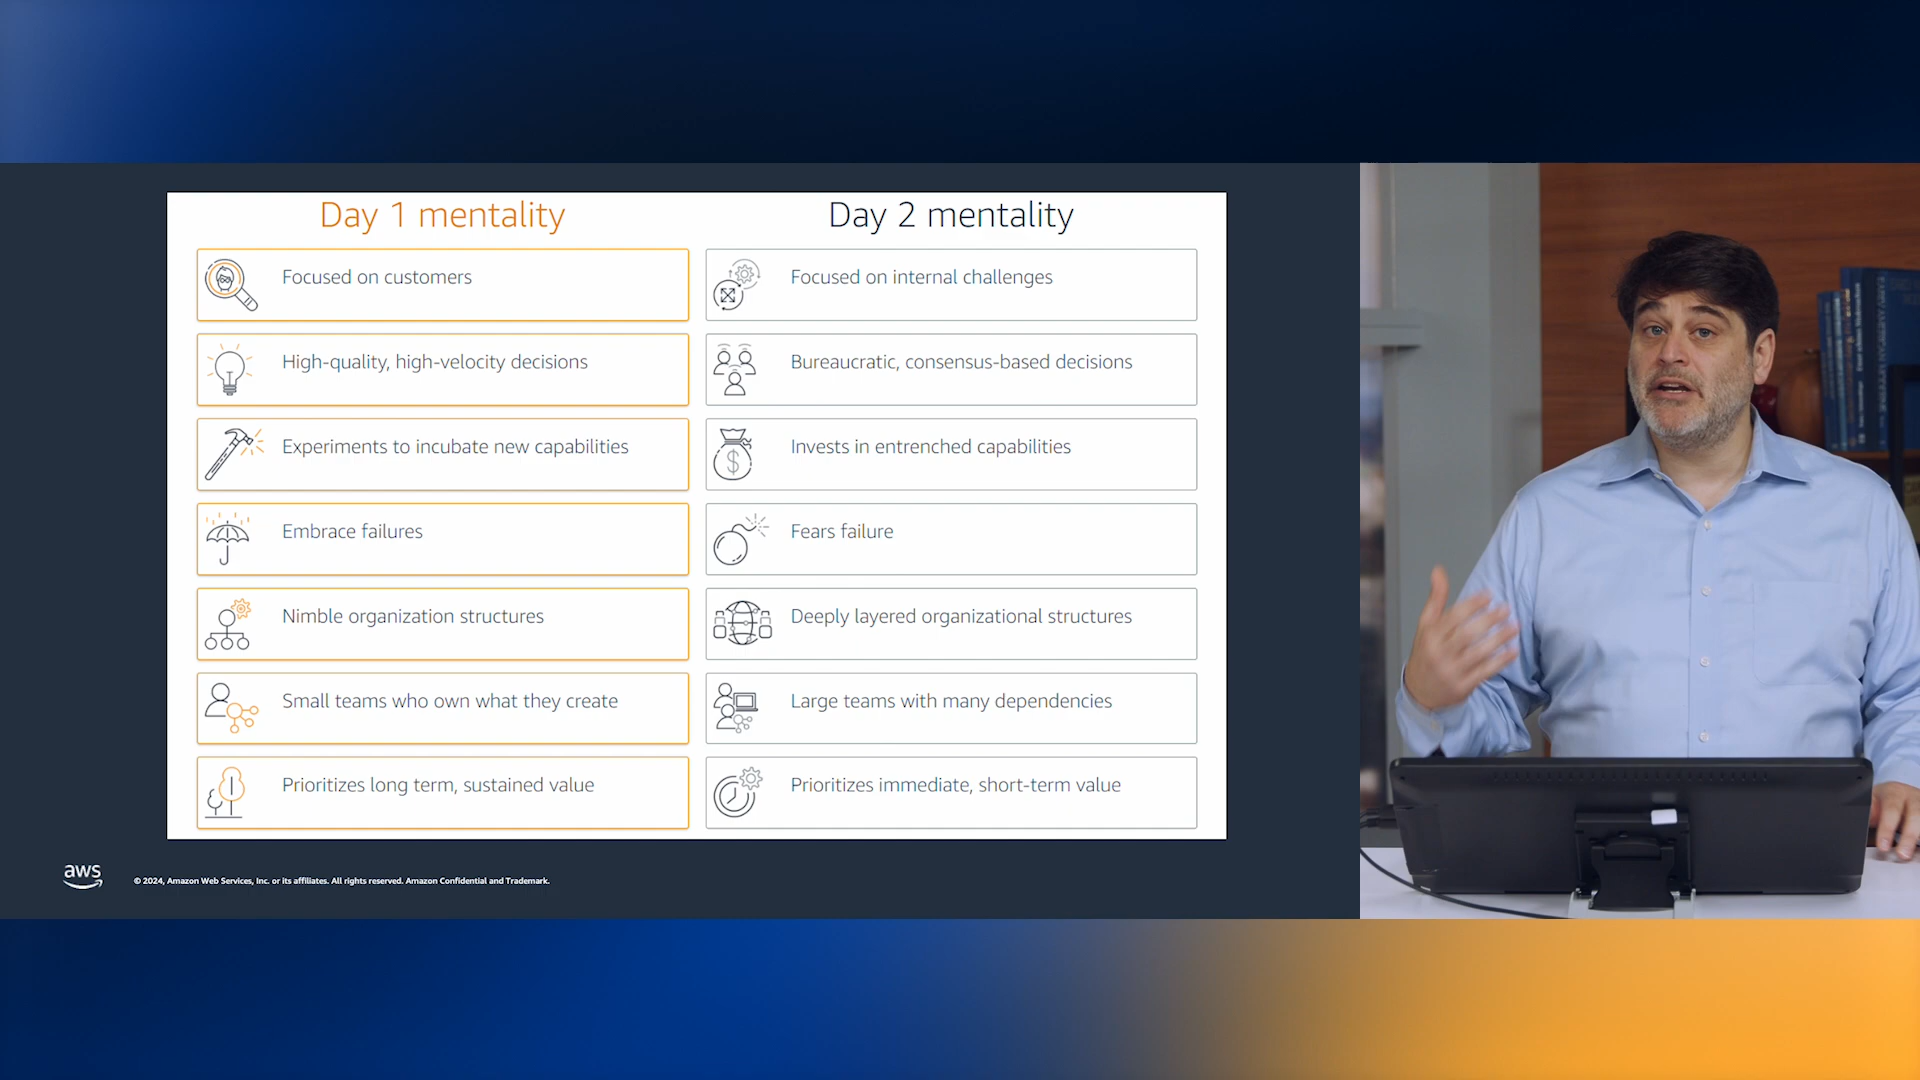 Day 1 mentality
Focused on customers
High-quality, high-velocity decisions
Experiments to incubate new capabilities
Embrace failures
Nimble organization structures
Small teams who own what they create
Prioritizes long term, sustained value
Day 2 mentality
Focused on internal challenges
Bureaucratic, consensus-based decisions
Invests in entrenched capabilities
Fears failure
Deeply layered organizational structures
Large teams with many dependencies
Prioritizes immediate, short-term value
aws
© 2024, Amazon Web Services, Inc. or its affiliates. All rights reserved. Amazon Confidential and Trademark.